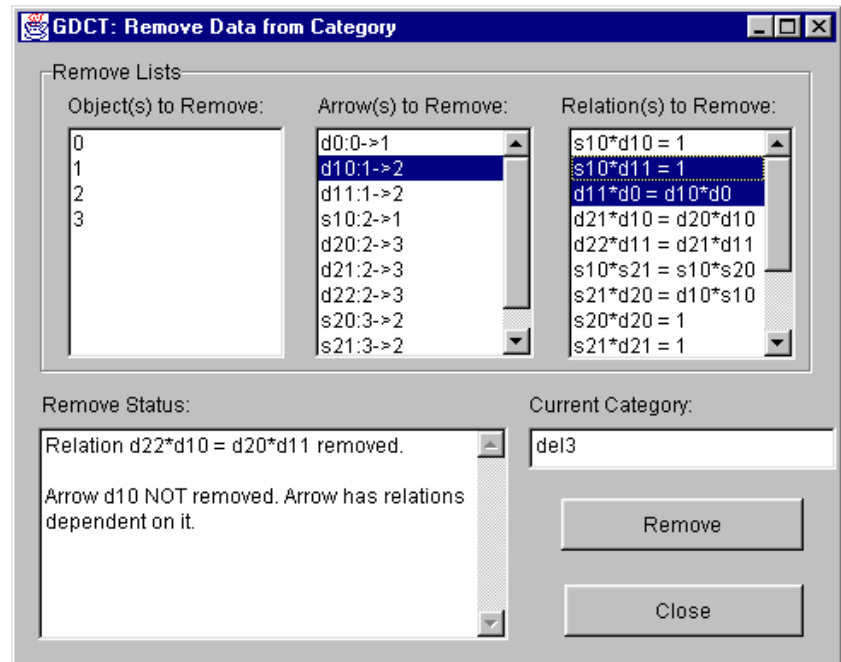 GDCT: Remove Data from Category
Remove Lists
Object(s) to Remove:
0
1
2
3
Arrow(s) to Remove:
d0:0->1
d10:1->2
d11:1->2
s10:2->1
d20:2->3
d21:2->3
d22:2->3
s20:3->2
s21:3->2
Relation(s) to Remove:
s10*d10 = 1
s10*d11 = 1
d11*d0 = d10*d0
d21*d10 = d20*d10
d22*d11 = d21*d11
s10*s21 = s10*s20
s21*d20 = d10*s10
s20*d20 = 1
s21*d21 = 1
Remove Status:
Relation d22*d10 = d20*d11 removed.
Arrow d10 NOT removed. Arrow has relations
dependent on it.
Current Category:
del3
Remove
Close